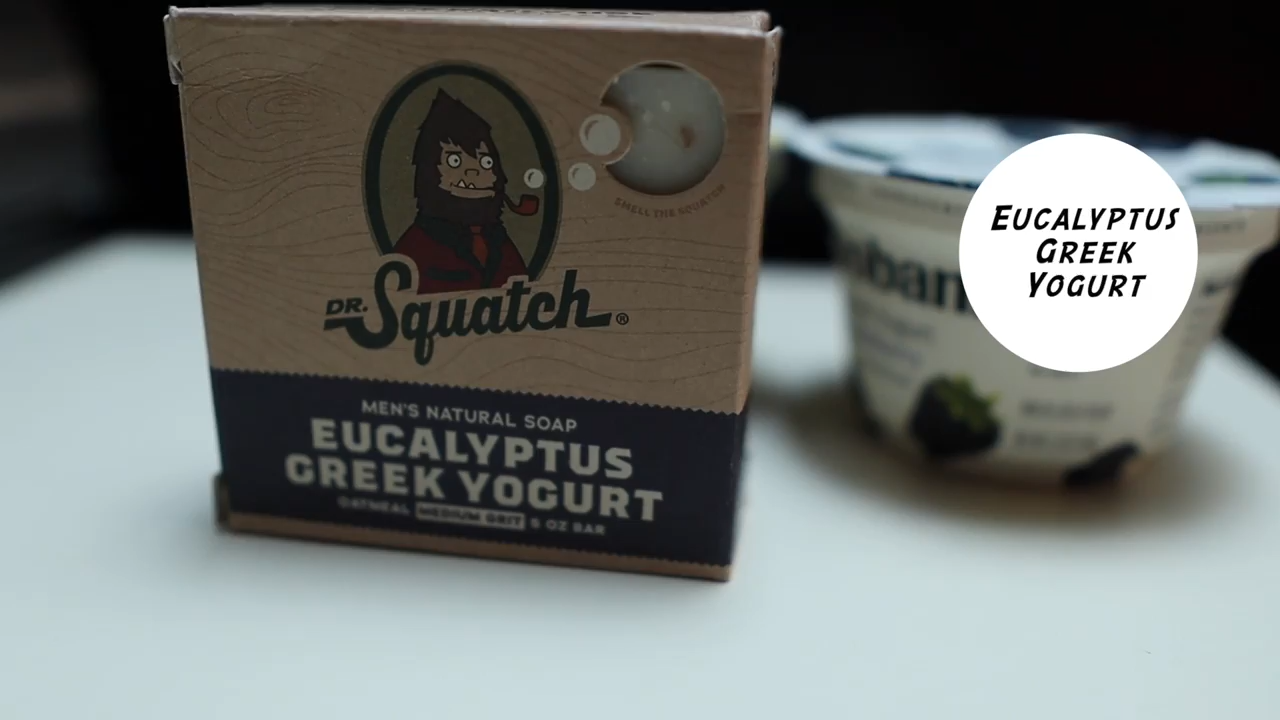 SMELL THE SQUATCH
DR. Squatch®
MEN'S NATURAL SOAP
EUCALYPTUS
GREEK YOGURT
OATMEAL MEDIUM GRIT 5 OZ BAR
EUCALYPTUS
GREEK
YOGURT